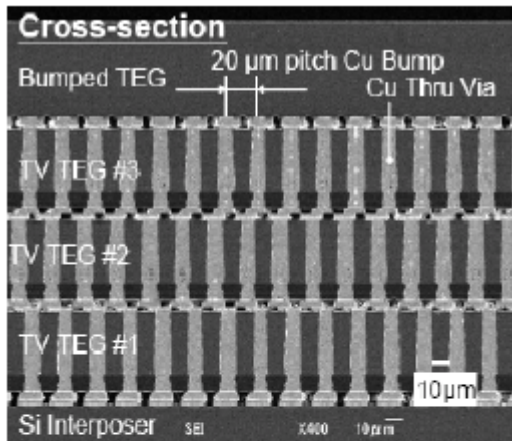 Cross-section
20 μm pitch Cu Bump
Bumped TEG
Cu Thru Via
TV TEG #3
TV TEG #2
TV TEG #1
10μm
Si Interposer SEI X400 10μm